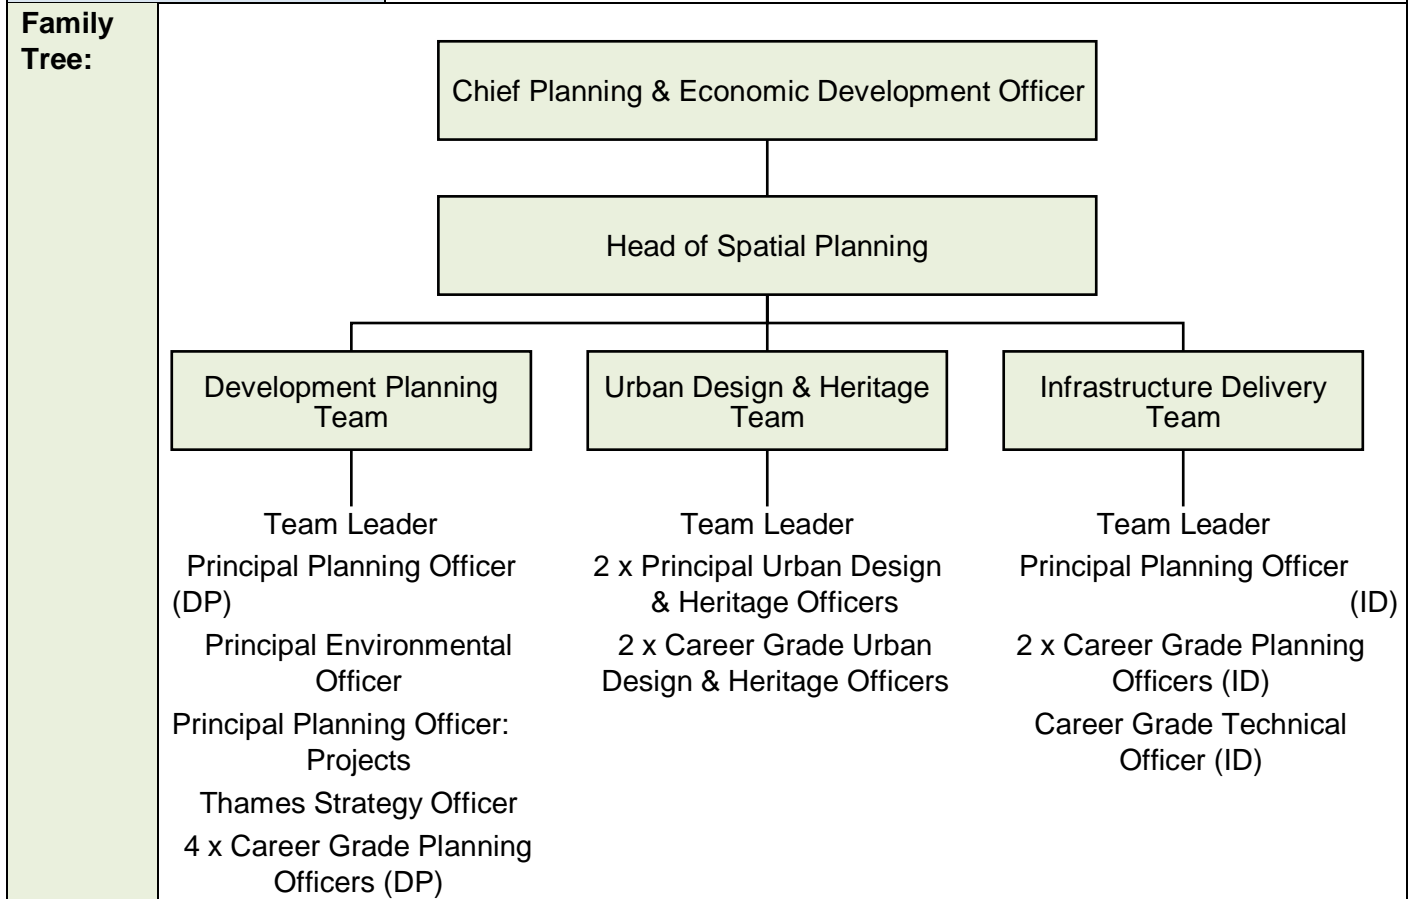 Family
Tree:
Chief Planning & Economic Development Officer
Head of Spatial Planning
Development Planning
Team
Team Leader
Principal Planning Officer
(DP)
Principal Environmental
Officer
Principal Planning Officer:
Projects
Thames Strategy Officer
4 x Career Grade Planning
Officers (DP)
Urban Design & Heritage
Team
Team Leader
2 x Principal Urban Design
& Heritage Officers
2 x Career Grade Urban
Design & Heritage Officers
Infrastructure Delivery
Team
Team Leader
Principal Planning Officer
(ID)
2 x Career Grade Planning
Officers (ID)
Career Grade Technical
Officer (ID)